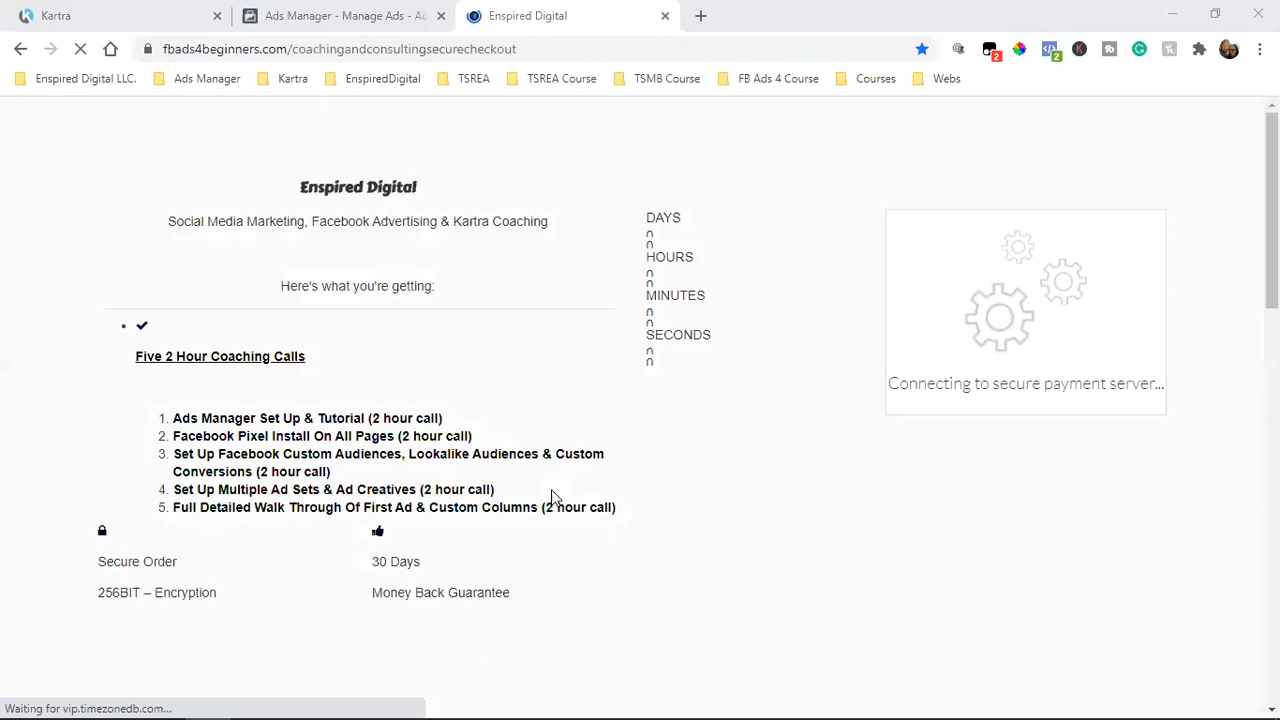 Kartra
Ads Manager - Manage Ads - Ad
Enspired Digital
fbads4beginners.com/coachingandconsultingsecurecheckout
2
2
K
tb
Enspired Digital LLC.
Ads Manager
Kartra
EnspiredDigital
TSREA
TSREA Course
TSMB Course
FB Ads 4 Course
Courses
Webs
Enspired Digital
Social Media Marketing, Facebook Advertising & Kartra Coaching
Here's what you're getting:
Five 2 Hour Coaching Calls
1. Ads Manager Set Up & Tutorial (2 hour call)
2. Facebook Pixel Install On All Pages (2 hour call)
3. Set Up Facebook Custom Audiences, Lookalike Audiences & Custom
Conversions (2 hour call)
4. Set Up Multiple Ad Sets & Ad Creatives (2 hour call)
5. Full Detailed Walk Through Of First Ad & Custom Columns (2 hour call)
Secure Order
256BIT – Encryption
30 Days
Money Back Guarantee
DAYS
0
0
HOURS
0
0
MINUTES
0
0
SECONDS
0
0
Connecting to secure payment server...
Waiting for vip.timezonedb.com...